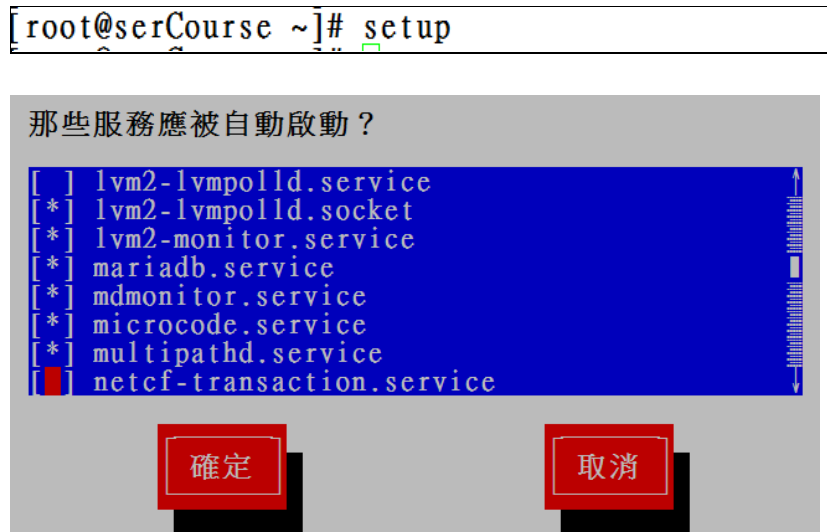 [root@serCourse ~]# setup
那些服務應被自動啟動？
[ ] lvm2-lvmpolld.service
[*] lvm2-lvmpolld.socket
[*] lvm2-monitor.service
[*] mariadb.service
[*] mdmonitor.service
[*] microcode.service
[*] multipathd.service
[ ] netcf-transaction.service
確定 取消